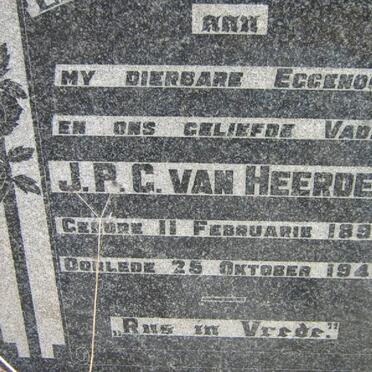 AAN
MY DIERBARE EGGENO
EN ONS GELIEFDE VAD
J.P.G. VAN HEERDE
GEBORE 11 FEBRUARIE 189
OORLEDE 25 OKTOBER 194
„RUS IN VREDE."